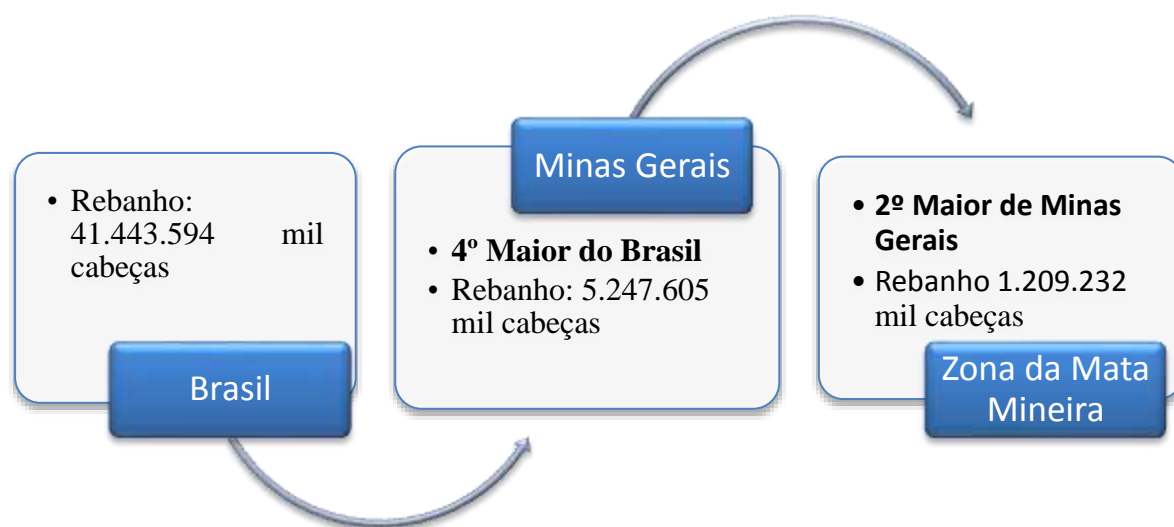 • Rebanho:
41.443.594 mil
cabeças
Brasil
Minas Gerais
• 4º Maior do Brasil
• Rebanho: 5.247.605
mil cabeças
• 2º Maior de Minas
Gerais
• Rebanho 1.209.232
mil cabeças
Zona da Mata
Mineira